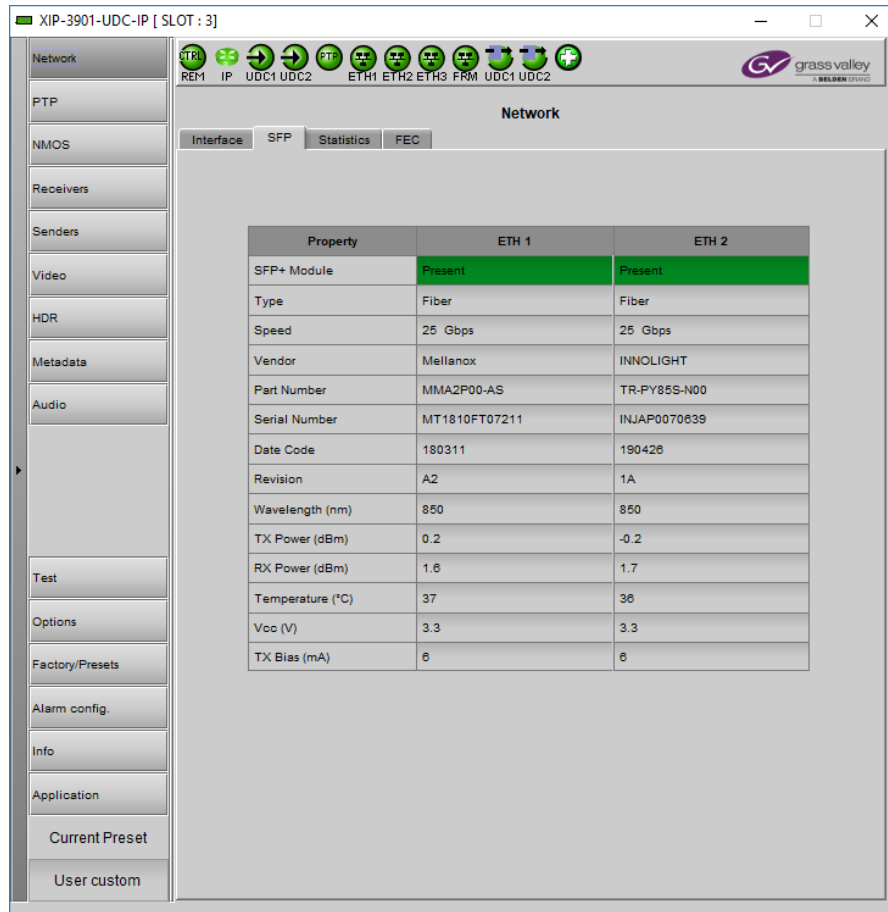 XIP-3901-UDC-IP [ SLOT : 3]
Network
PTP
NMOS
Receivers
Senders
Video
HDR
Metadata
Audio
Test
Options
Factory/Presets
Alarm config.
Info
Application
Current Preset
User custom
CTRL PTP
REM IP UDC1 UDC2 ETH1 ETH2 ETH3 FRM UDC1 UDC2
GV grass valley
A BELDEN BRAND
Network
Interface SFP Statistics FEC
Property ETH 1 ETH 2
SFP+ Module Present Present
Type Fiber Fiber
Speed 25 Gbps 25 Gbps
Vendor Mellanox INNOLIGHT
Part Number MMA2P00-AS TR-PY85S-N00
Serial Number MT1810FT07211 INJAP0070639
Date Code 180311 190426
Revision A2 1A
Wavelength (nm) 850 850
TX Power (dBm) 0.2 -0.2
RX Power (dBm) 1.6 1.7
Temperature (°C) 37 36
Vcc (V) 3.3 3.3
TX Bias (mA) 6 6